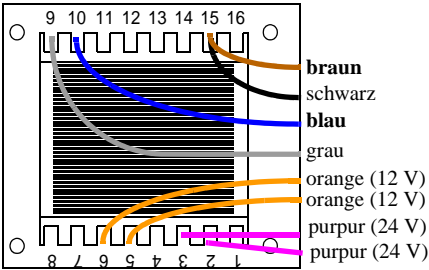 9 10 11 12 13 14 15 16
braun
schwarz
blau
grau
orange (12 V)
orange (12 V)
purpur (24 V)
purpur (24 V)
8 7 6 5 4 3 2 1